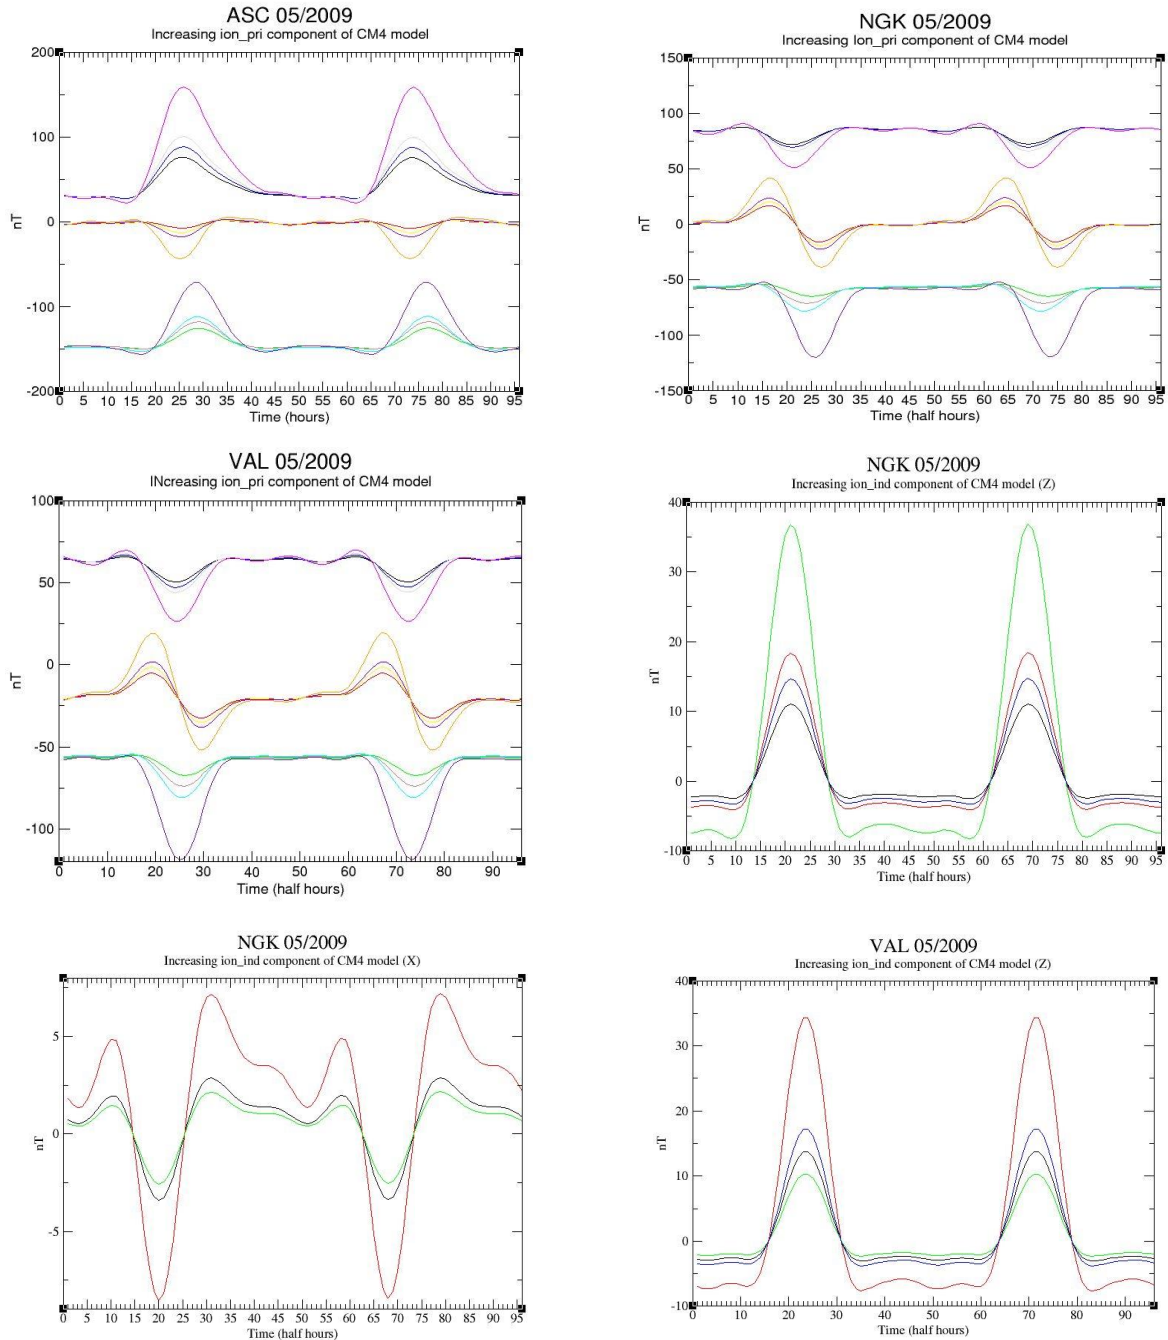 ASC 05/2009
Increasing ion_pri component of CM4 model
200
100
0
-100
-200
nT
0 5 10 15 20 25 30 35 40 45 50 55 60 65 70 75 80 85 90 95
Time (hours)
NGK 05/2009
Increasing Ion_pri component of CM4 model
150
100
50
0
-50
-100
-150
nT
0 5 10 15 20 25 30 35 40 45 50 55 60 65 70 75 80 85 90 95
Time (half hours)
VAL 05/2009
INcreasing ion_pri component of CM4 model
100
50
0
-50
-100
nT
0 10 20 30 40 50 60 70 80 90
Time (half hours)
NGK 05/2009
Increasing ion_ind component of CM4 model (Z)
40
30
20
10
0
-10
nT
0 5 10 15 20 25 30 35 40 45 50 55 60 65 70 75 80 85 90 95
Time (half hours)
NGK 05/2009
Increasing ion_ind component of CM4 model (X)
5
0
-5
nT
0 5 10 15 20 25 30 35 40 45 50 55 60 65 70 75 80 85 90 95
Time (half hours)
VAL 05/2009
Increasing ion_ind component of CM4 model (Z)
40
30
20
10
0
-10
nT
0 10 20 30 40 50 60 70 80 90
Time (half hours)